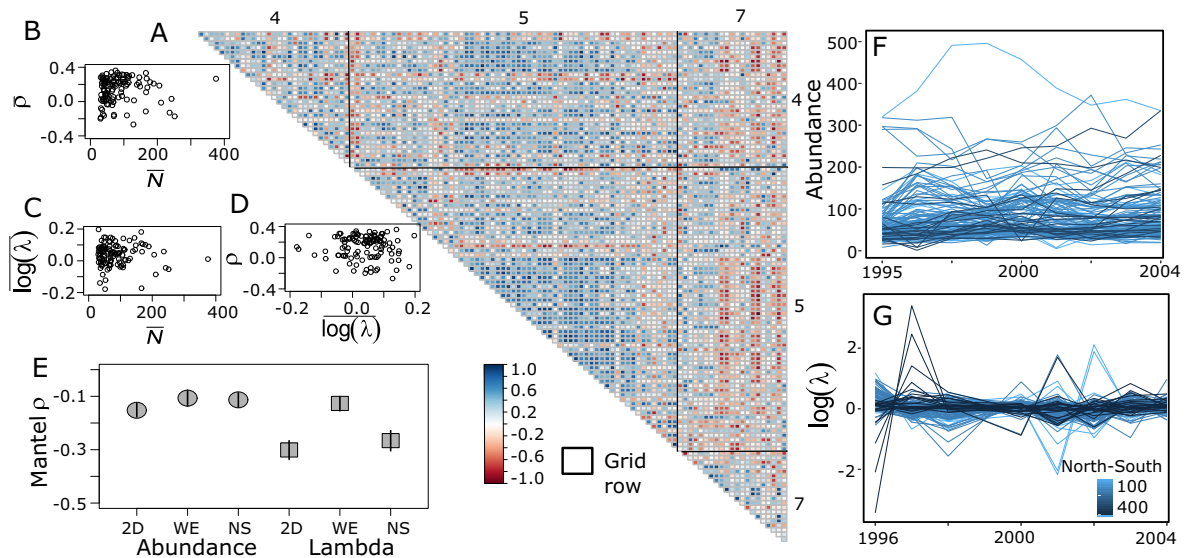 4 5 7
B
A
0.4
0.0
-0.4
ρ̅
0 200 400
N̅
4
5
7
C
0.2
0.0
-0.2
log(λ)
0 100 200 300 400
N̅
D
0.4
0.0
-0.4
ρ
-0.2 0.0 0.2
log(λ)
E
-0.1
-0.3
-0.5
Mantel ρ
2D WE NS 2D WE NS
Abundance Lambda
1.0
0.6
0.2
-0.2
-0.6
-1.0
Grid
row
F
500
400
300
200
100
0
Abundance
1995 2000 2004
G
2
0
-2
log(λ)
North-South
100
400
1996 2000 2004